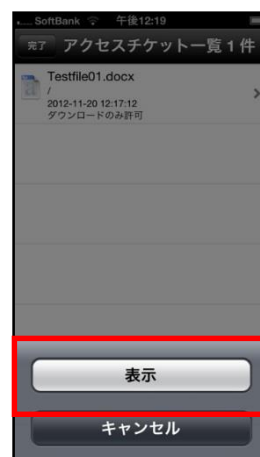 SoftBank 午後12:19
完了 アクセスチケット一覧 1 件
Testfile01.docx
/
2012-11-20 12:17:12
ダウンロードのみ許可
表示
キャンセル